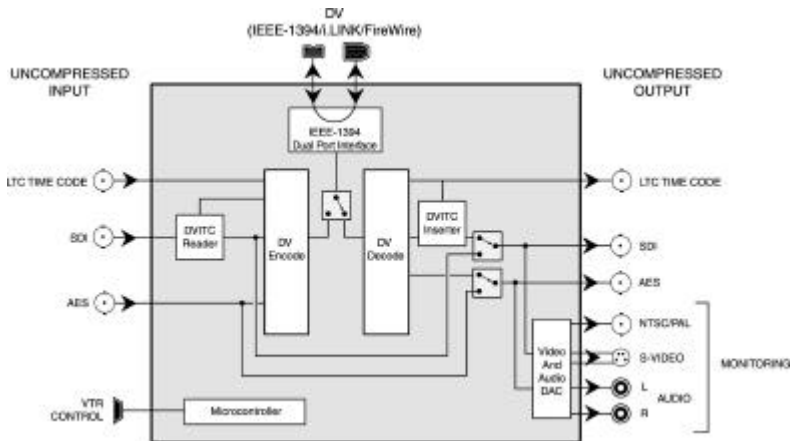 DV
(IEEE-1394/i.LINK/FireWire)
UNCOMPRESSED
INPUT
UNCOMPRESSED
OUTPUT
IEEE-1394
Dual Port Interface
LTC TIME CODE
LTC TIME CODE
DVITC
Reader
DV
Encode
DV
Decode
DVITC
Inserter
SDI
SDI
AES
AES
Video
And
Audio
DAC
NTSC/PAL
S-VIDEO
MONITORING
L
AUDIO
R
VTR
CONTROL
Microcontroller